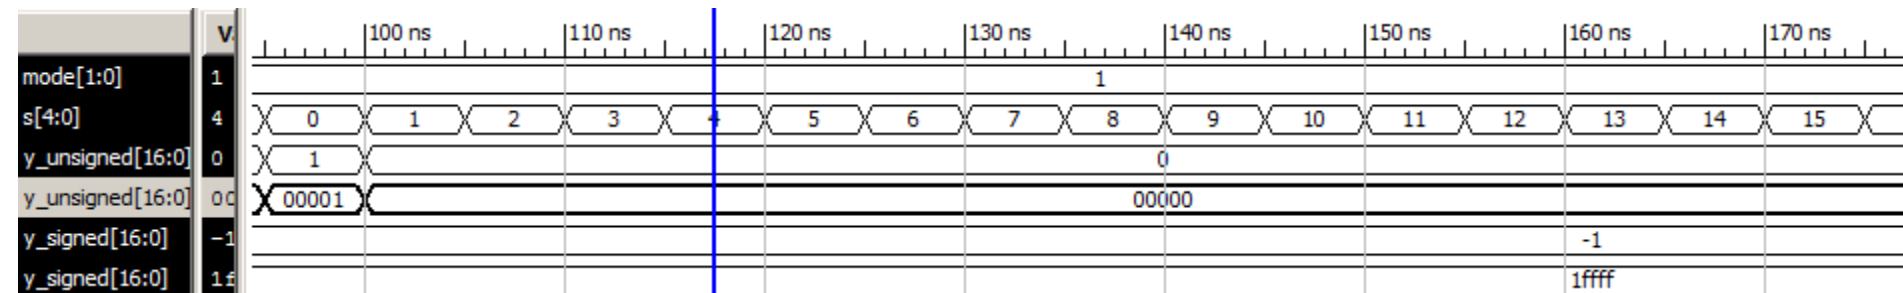 V. 100 ns 110 ns 120 ns 130 ns 140 ns 150 ns 160 ns 170 ns
mode[1:0] 1 1
s[4:0] 4 0 1 2 3 4 5 6 7 8 9 10 11 12 13 14 15
y_unsigned[16:0] 0 1 0
y_unsigned[16:0] 00 00001 00000
y_signed[16:0] -1 -1
y_signed[16:0] 1f 1ffff